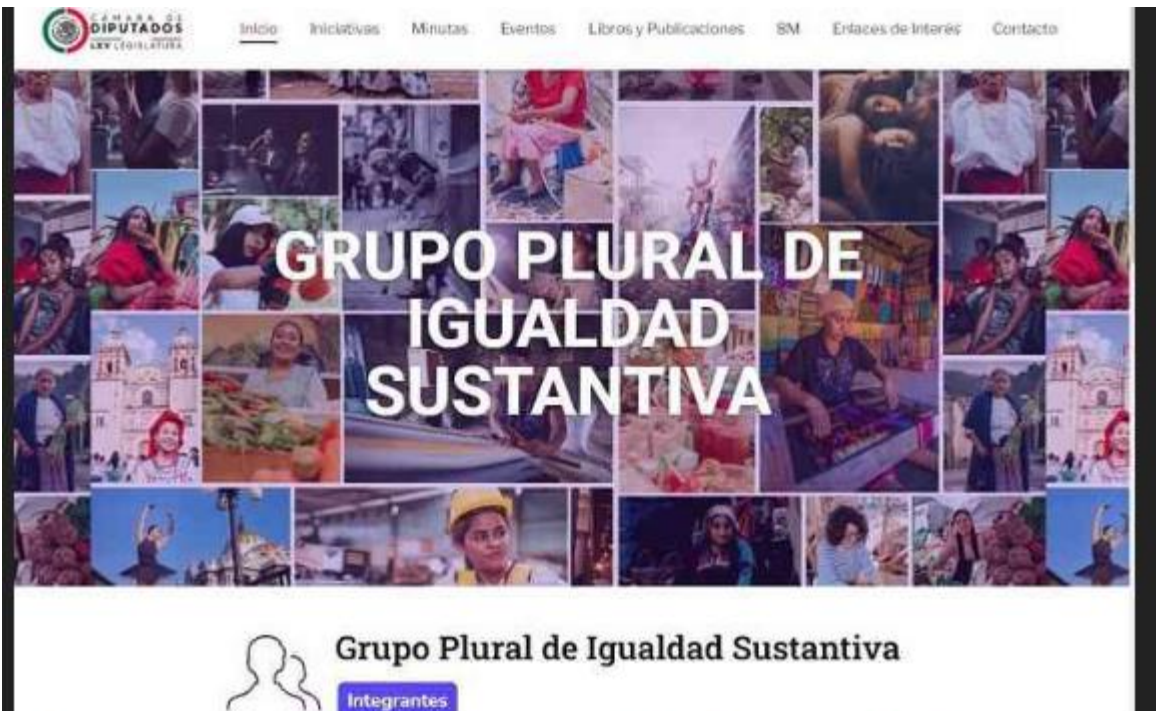 CÁMARA DE
DIPUTADOS
LXV LEGISLATURA
Inicio Iniciativas Minutas Eventos Libros y Publicaciones 8M Enlaces de Interés Contacto
GRUPO PLURAL DE
IGUALDAD
SUSTANTIVA
Grupo Plural de Igualdad Sustantiva
Integrantes